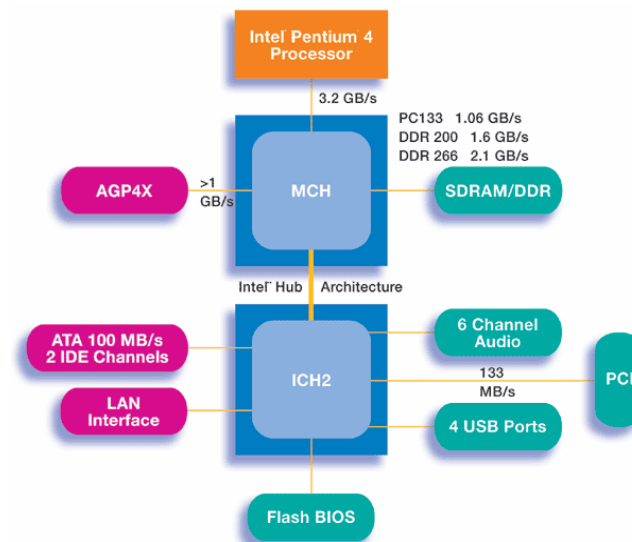 Intel® Pentium® 4
Processor
3.2 GB/s
PC133 1.06 GB/s
DDR 200 1.6 GB/s
DDR 266 2.1 GB/s
AGP4X
>1
GB/s
MCH
SDRAM/DDR
Intel® Hub Architecture
ATA 100 MB/s
2 IDE Channels
LAN
Interface
ICH2
6 Channel
Audio
133
MB/s
PCI
4 USB Ports
Flash BIOS